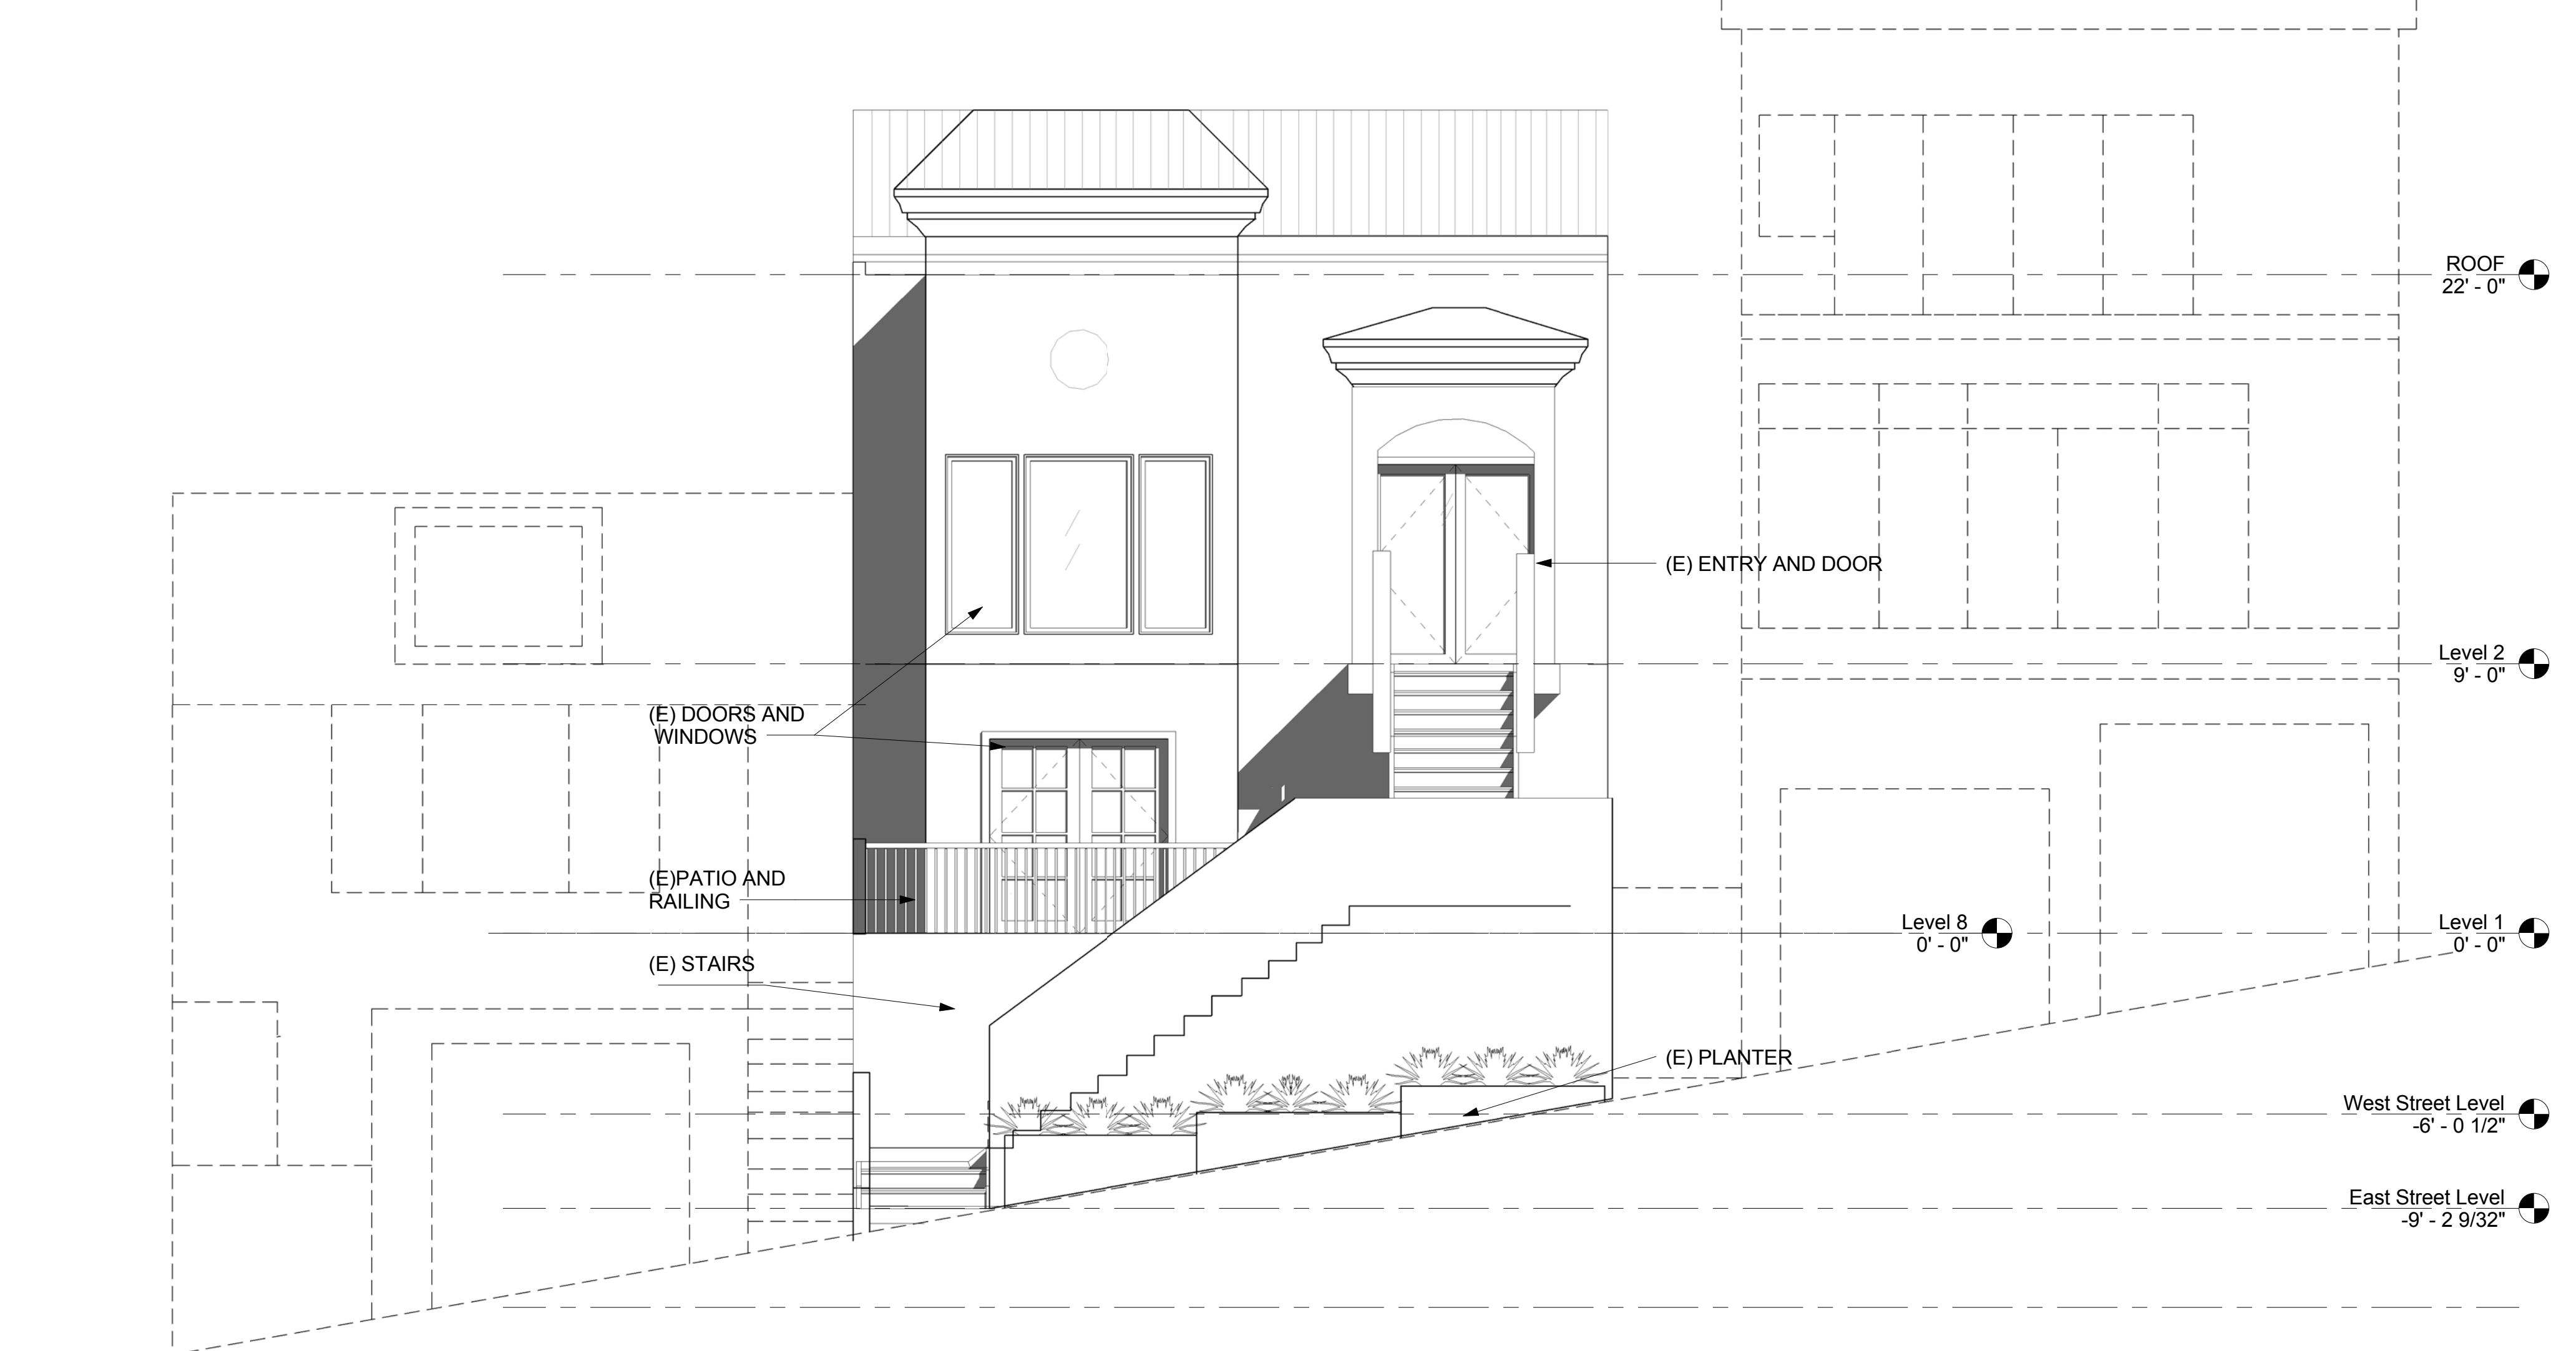 ROOF
22' - 0"
(E) ENTRY AND DOOR
Level 2
9' - 0"
(E) DOORS AND
WINDOWS
(E)PATIO AND
RAILING
Level 8
0' - 0"
Level 1
0' - 0"
(E) STAIRS
(E) PLANTER
West Street Level
-6' - 0 1/2"
East Street Level
-9' - 2 9/32"